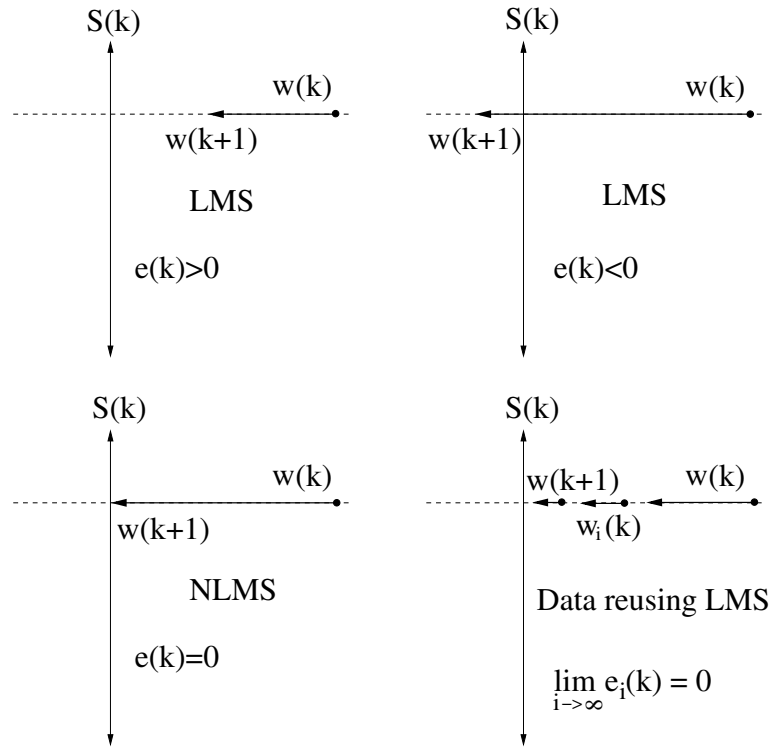 S(k)
w(k)
w(k+1)
LMS
e(k)>0
S(k)
w(k)
w(k+1)
LMS
e(k)<0
S(k)
w(k)
w(k+1)
NLMS
e(k)=0
S(k)
w(k+1)
w(k)
wᵢ(k)
Data reusing LMS
lim eᵢ(k) = 0
i->∞